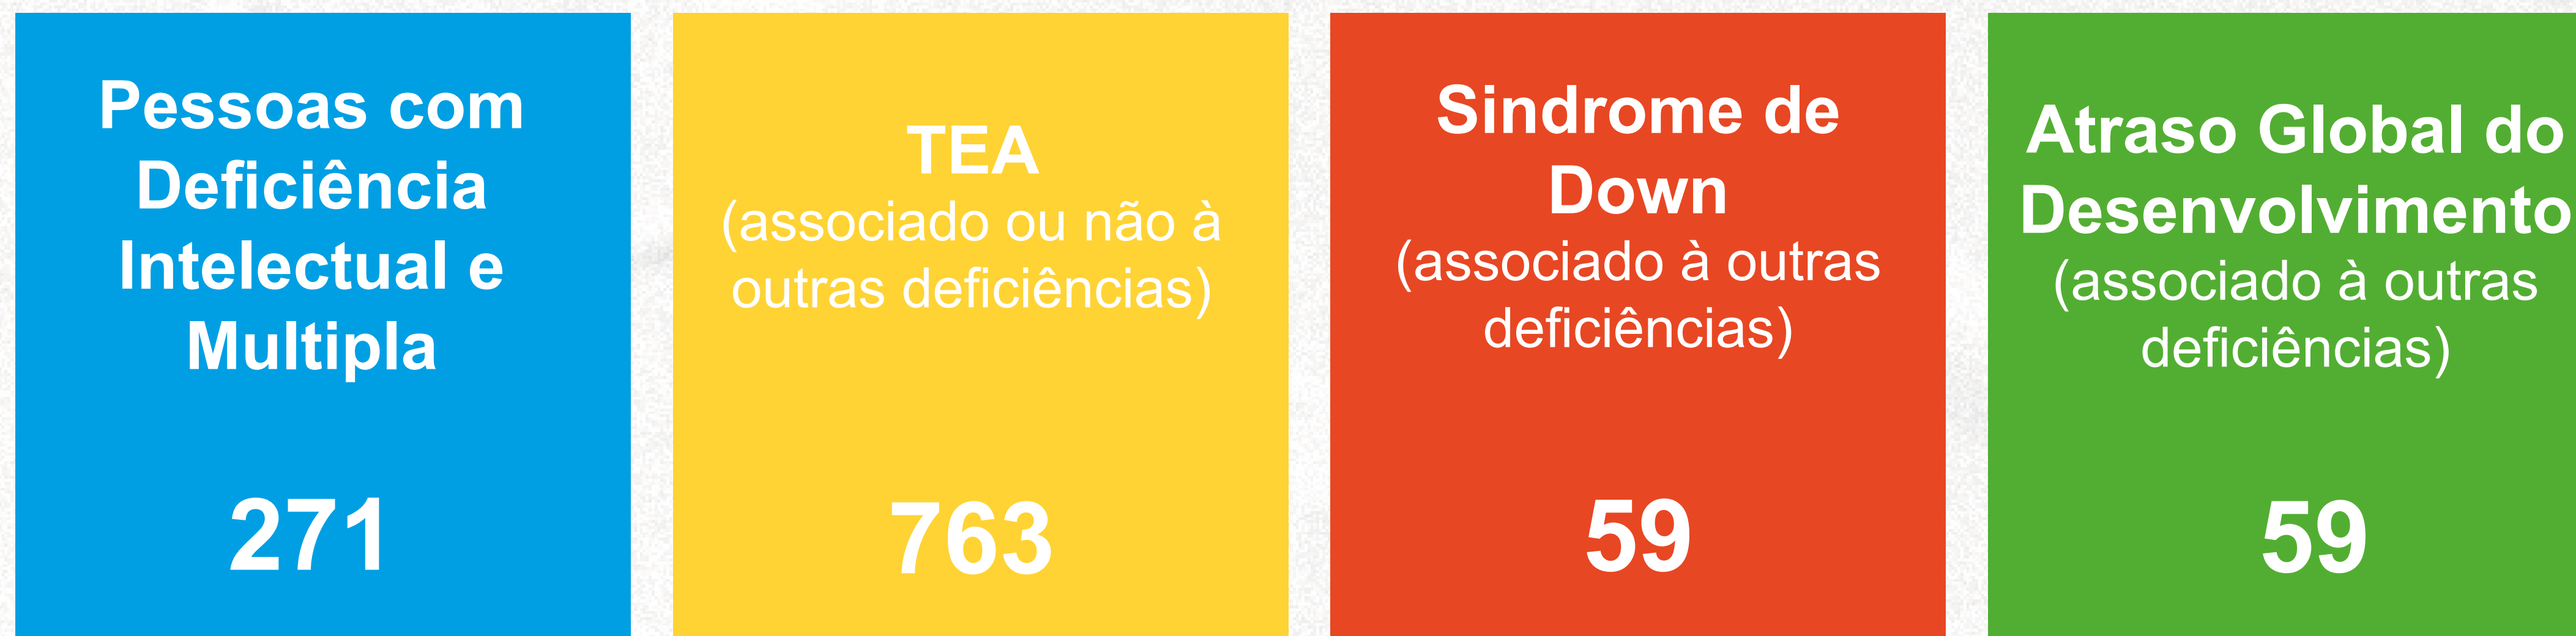 Pessoas com
Deficiência
Intelectual e
Multipla
271
TEA
(associado ou não à
outras deficiências)
763
Sindrome de
Down
(associado à outras
deficiências)
59
Atraso Global do
Desenvolvimento
(associado à outras
deficiências)
59